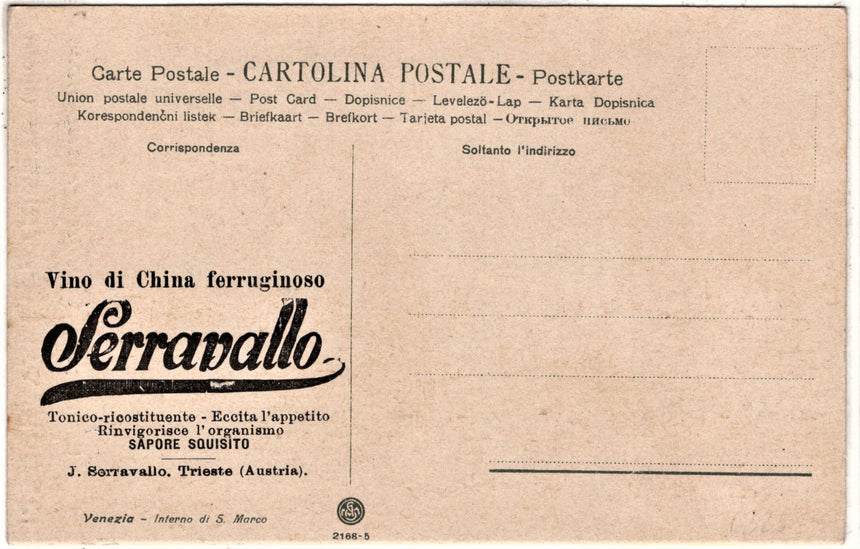 Carte Postale - CARTOLINA POSTALE - Postkarte
Union postale universelle — Post Card — Dopisnice — Levelezö-Lap — Karta Dopisnica
Korespondenční listek — Briefkaart — Brefkort — Tarjeta postal — Открытое письмо
Corrispondenza
Soltanto l'indirizzo
Vino di China ferruginoso
Serravallo
Tonico-ricostituente - Eccita l'appetito
Rinvigorisce l'organismo
SAPORE SQUISITO
J. Serravallo. Trieste (Austria).
Venezia - Interno di S. Marco
2168-5